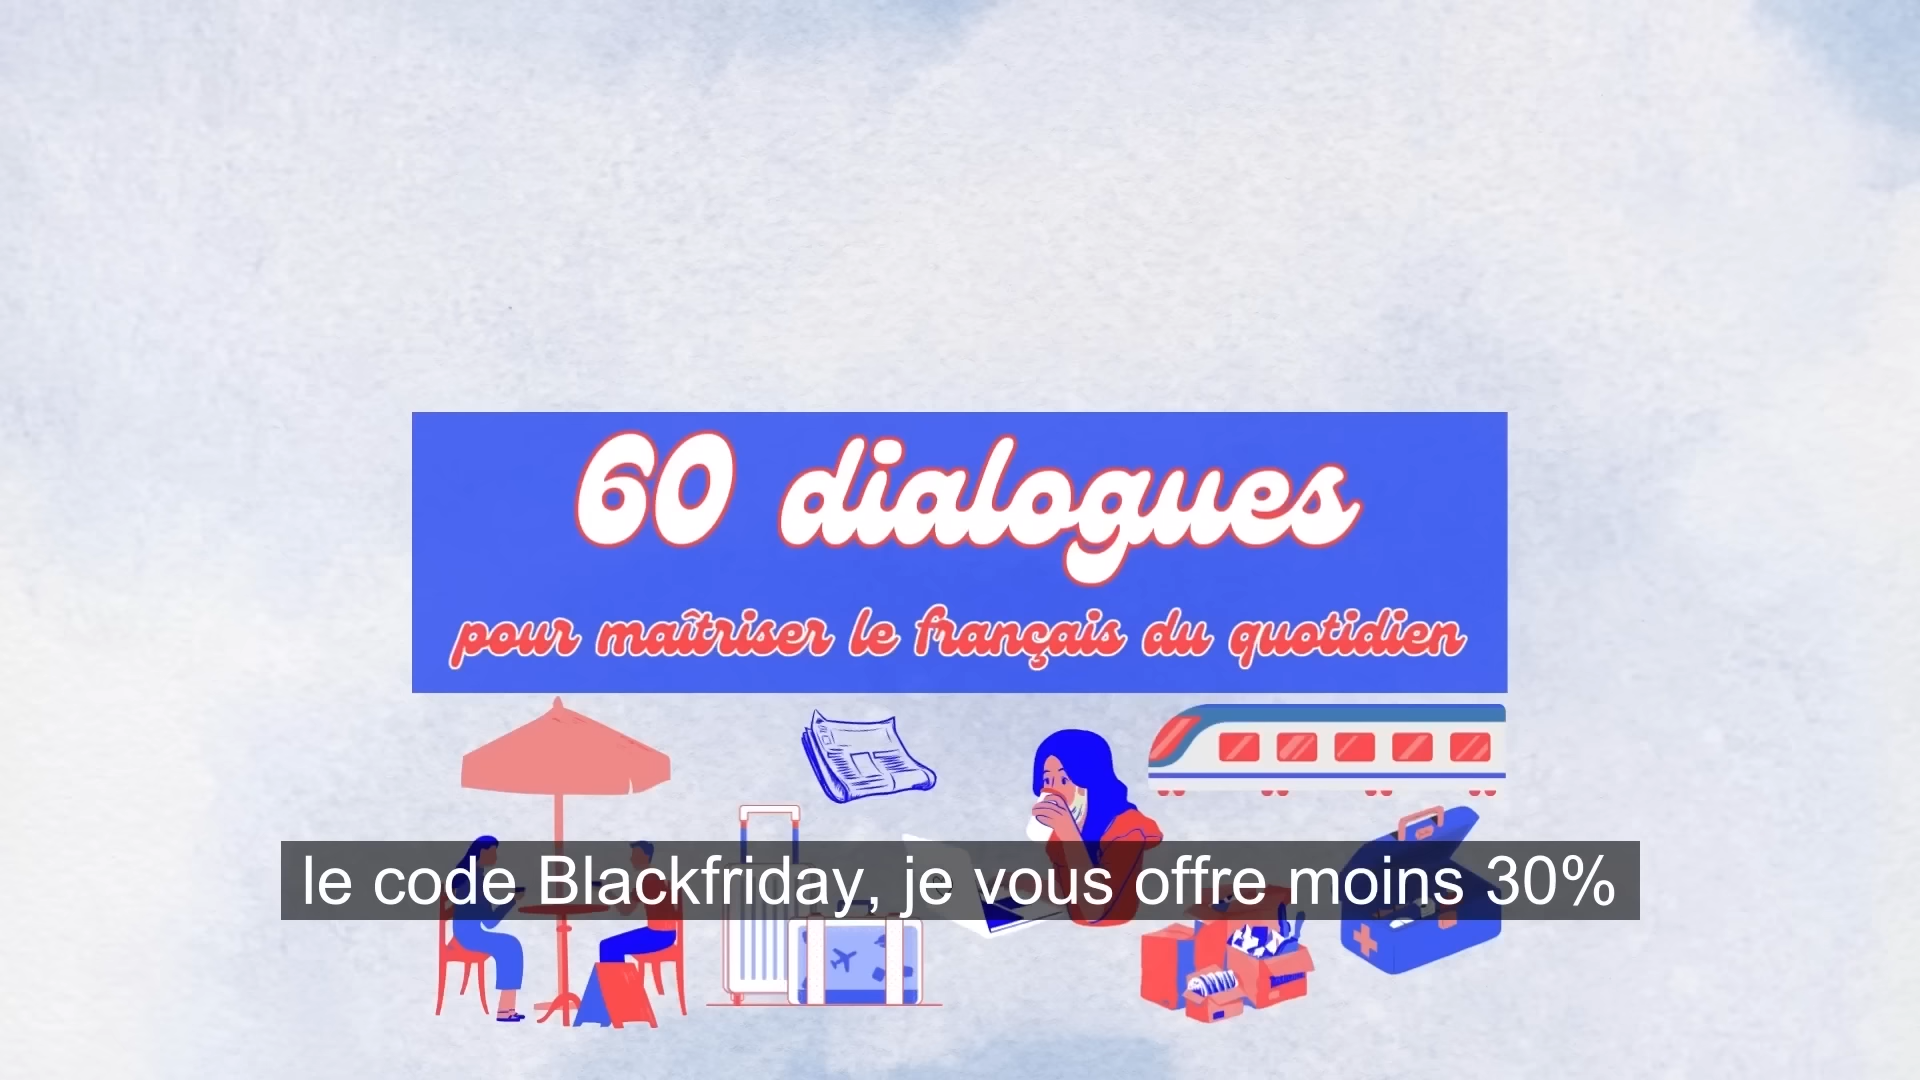 60 dialogues
pour maîtriser le français du quotidien
le code Blackfriday, je vous offre moins 30%